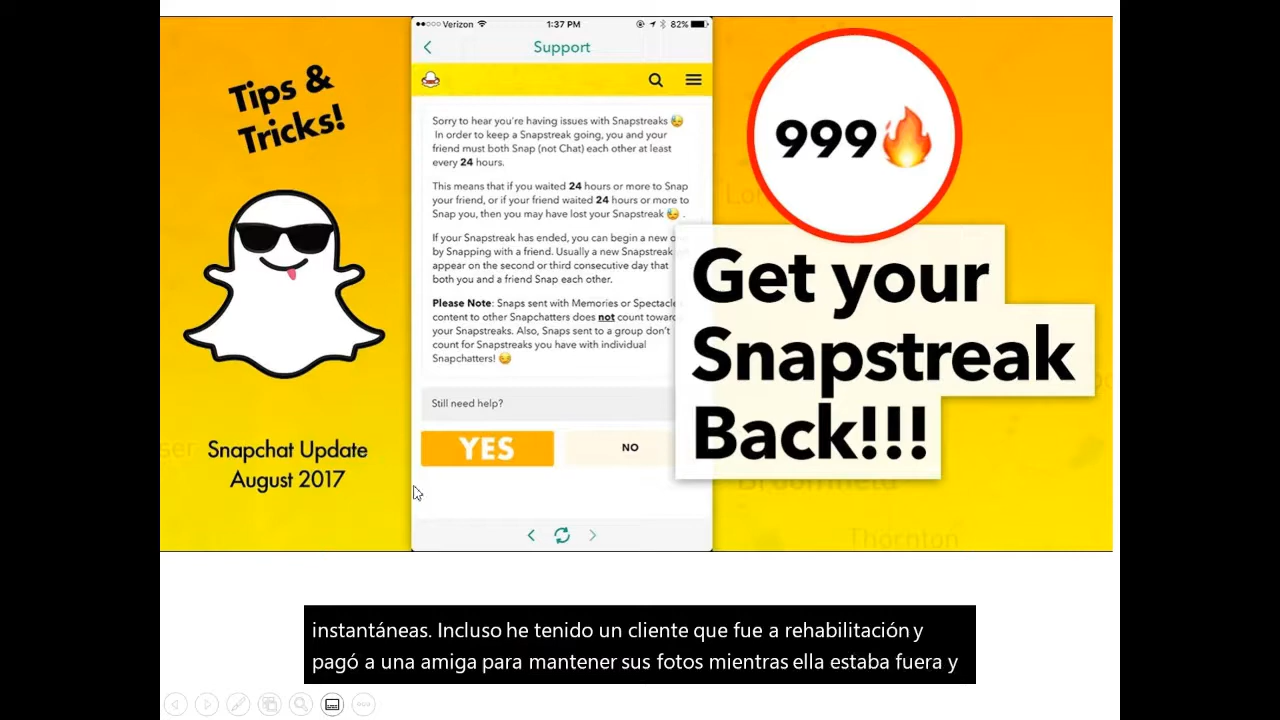 Tips &
Tricks!
Snapchat Update
August 2017
Verizon 1:37 PM 82%
Support
Sorry to hear you're having issues with Snapstreaks 😓
In order to keep a Snapstreak going, you and your
friend must both Snap (not Chat) each other at least
every 24 hours.
This means that if you waited 24 hours or more to Snap
your friend, or if your friend waited 24 hours or more to
Snap you, then you may have lost your Snapstreak 😓 .
If your Snapstreak has ended, you can begin a new
by Snapping with a friend. Usually a new Snapstreak
appear on the second or third consecutive day that
both you and a friend Snap each other.
Please Note: Snaps sent with Memories or
content to other Snapchatters does not count
your Snapstreaks. Also, Snaps sent to a group don't
count for Snapstreaks you have with individual
Snapchatters! 😔
Still need help?
YES NO
999🔥
Get your
Snapstreak
Back!!!
Thornton
instantáneas. Incluso he tenido un cliente que fue a rehabilitación y
pagó a una amiga para mantener sus fotos mientras ella estaba fuera y